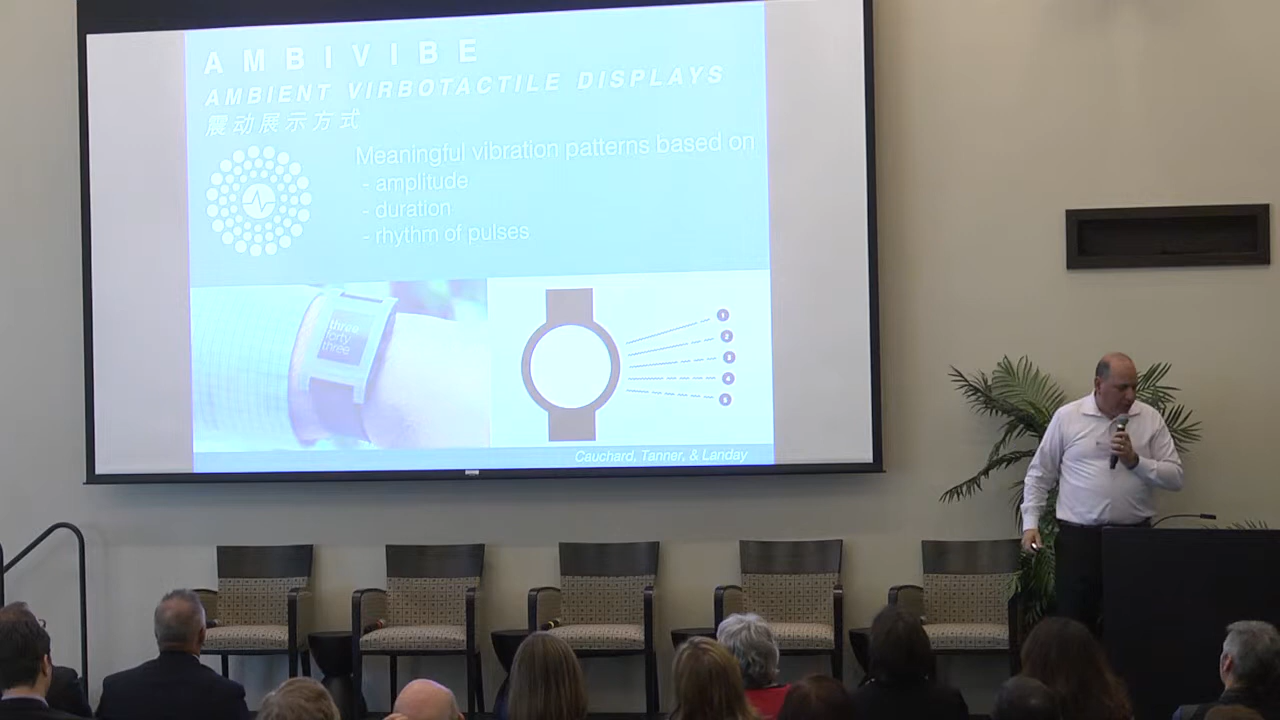 AMBIVIBE
AMBIENT VIRBOTACTILE DISPLAYS
震动展示方式
Meaningful vibration patterns based on
- amplitude
- duration
- rhythm of pulses
three
forty
three
1
2
3
4
5
Cauchard, Tanner, & Landay